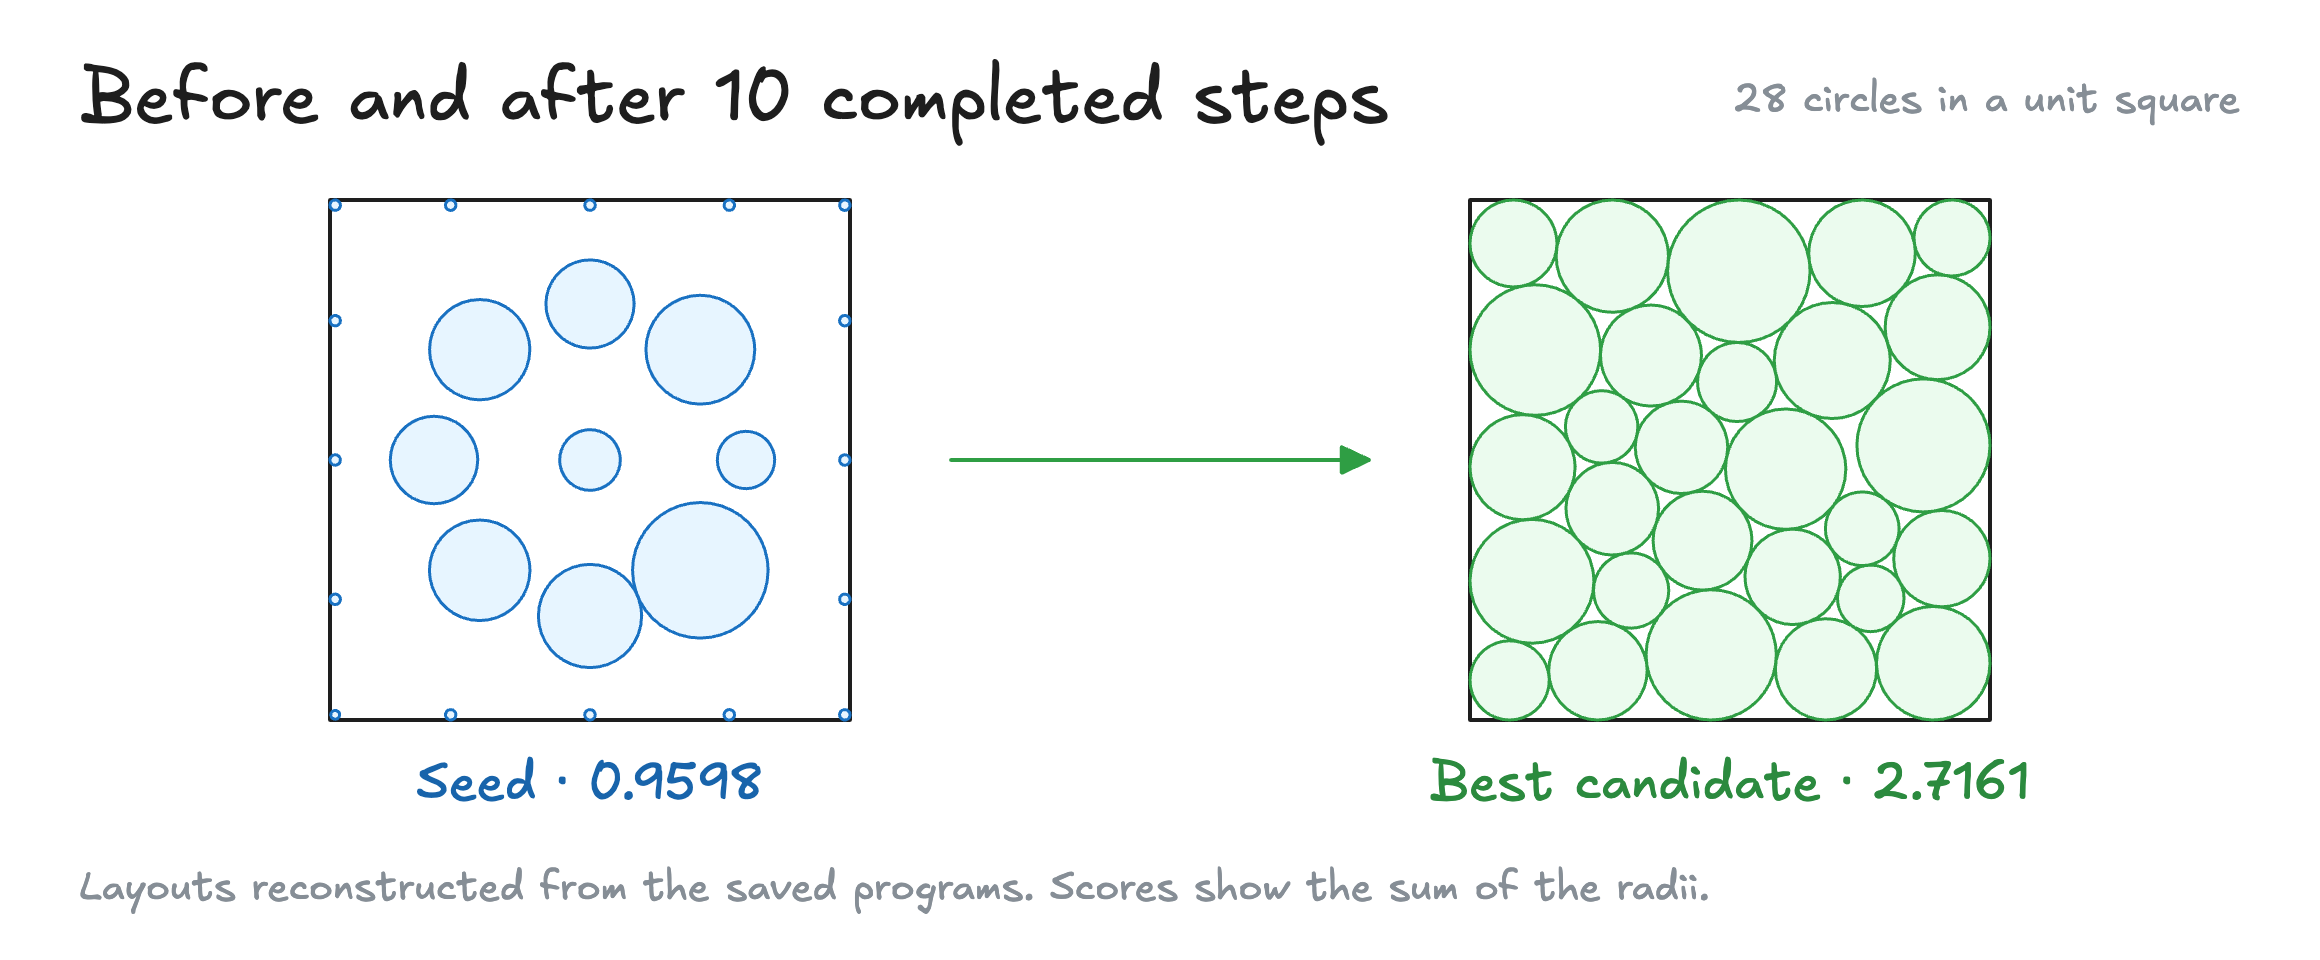 Before and after 10 completed steps
28 circles in a unit square
Seed · 0.9598
Best candidate · 2.7161
Layouts reconstructed from the saved programs. Scores show the sum of the radii.